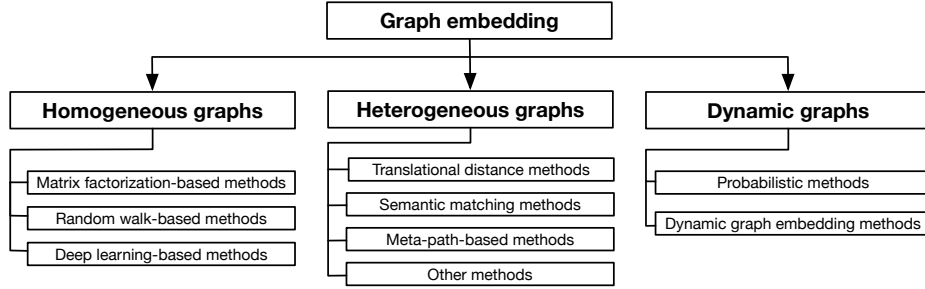 Graph embedding
Homogeneous graphs
Matrix factorization-based methods
Random walk-based methods
Deep learning-based methods
Heterogeneous graphs
Translational distance methods
Semantic matching methods
Meta-path-based methods
Other methods
Dynamic graphs
Probabilistic methods
Dynamic graph embedding methods